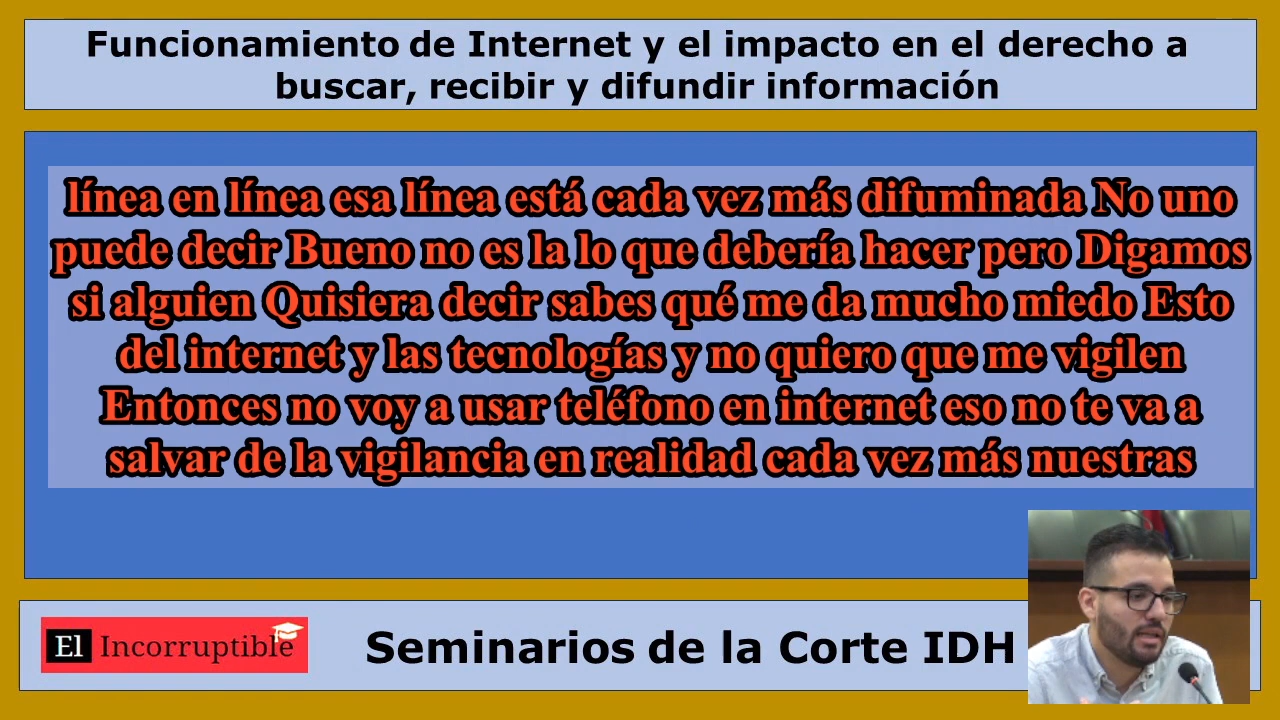 Funcionamiento de Internet y el impacto en el derecho a
buscar, recibir y difundir información
línea en línea esa línea está cada vez más difuminada No uno
puede decir Bueno no es la lo que debería hacer pero Digamos
si alguien Quisiera decir sabes qué me da mucho miedo Esto
del internet y las tecnologías y no quiero que me vigilen
Entonces no voy a usar teléfono en internet eso no te va a
salvar de la vigilancia en realidad cada vez más nuestras
El Incorruptible
Seminarios de la Corte IDH